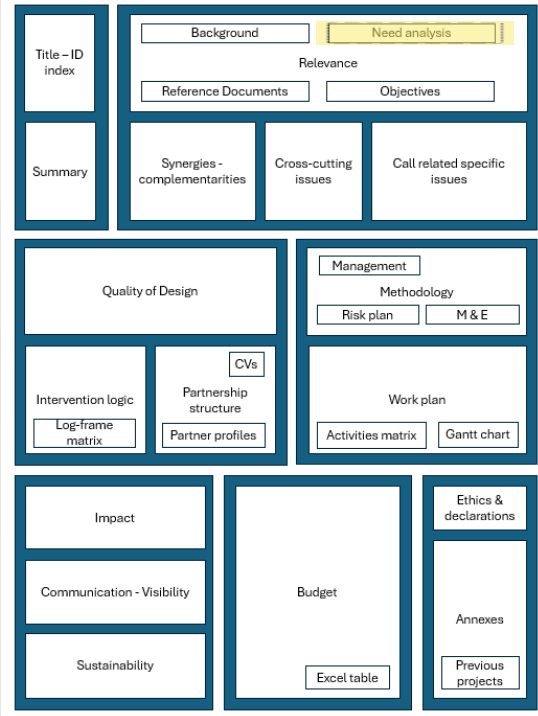 Title – ID
index
Background
Need analysis
Relevance
Reference Documents
Objectives
Summary
Synergies -
complementarities
Cross-cutting
issues
Call related specific
issues
Quality of Design
Management
Methodology
Risk plan
M & E
Intervention logic
Log-frame
matrix
CVs
Partnership
structure
Partner profiles
Work plan
Activities matrix
Gantt chart
Impact
Communication - Visibility
Sustainability
Budget
Excel table
Ethics &
declarations
Annexes
Previous
projects